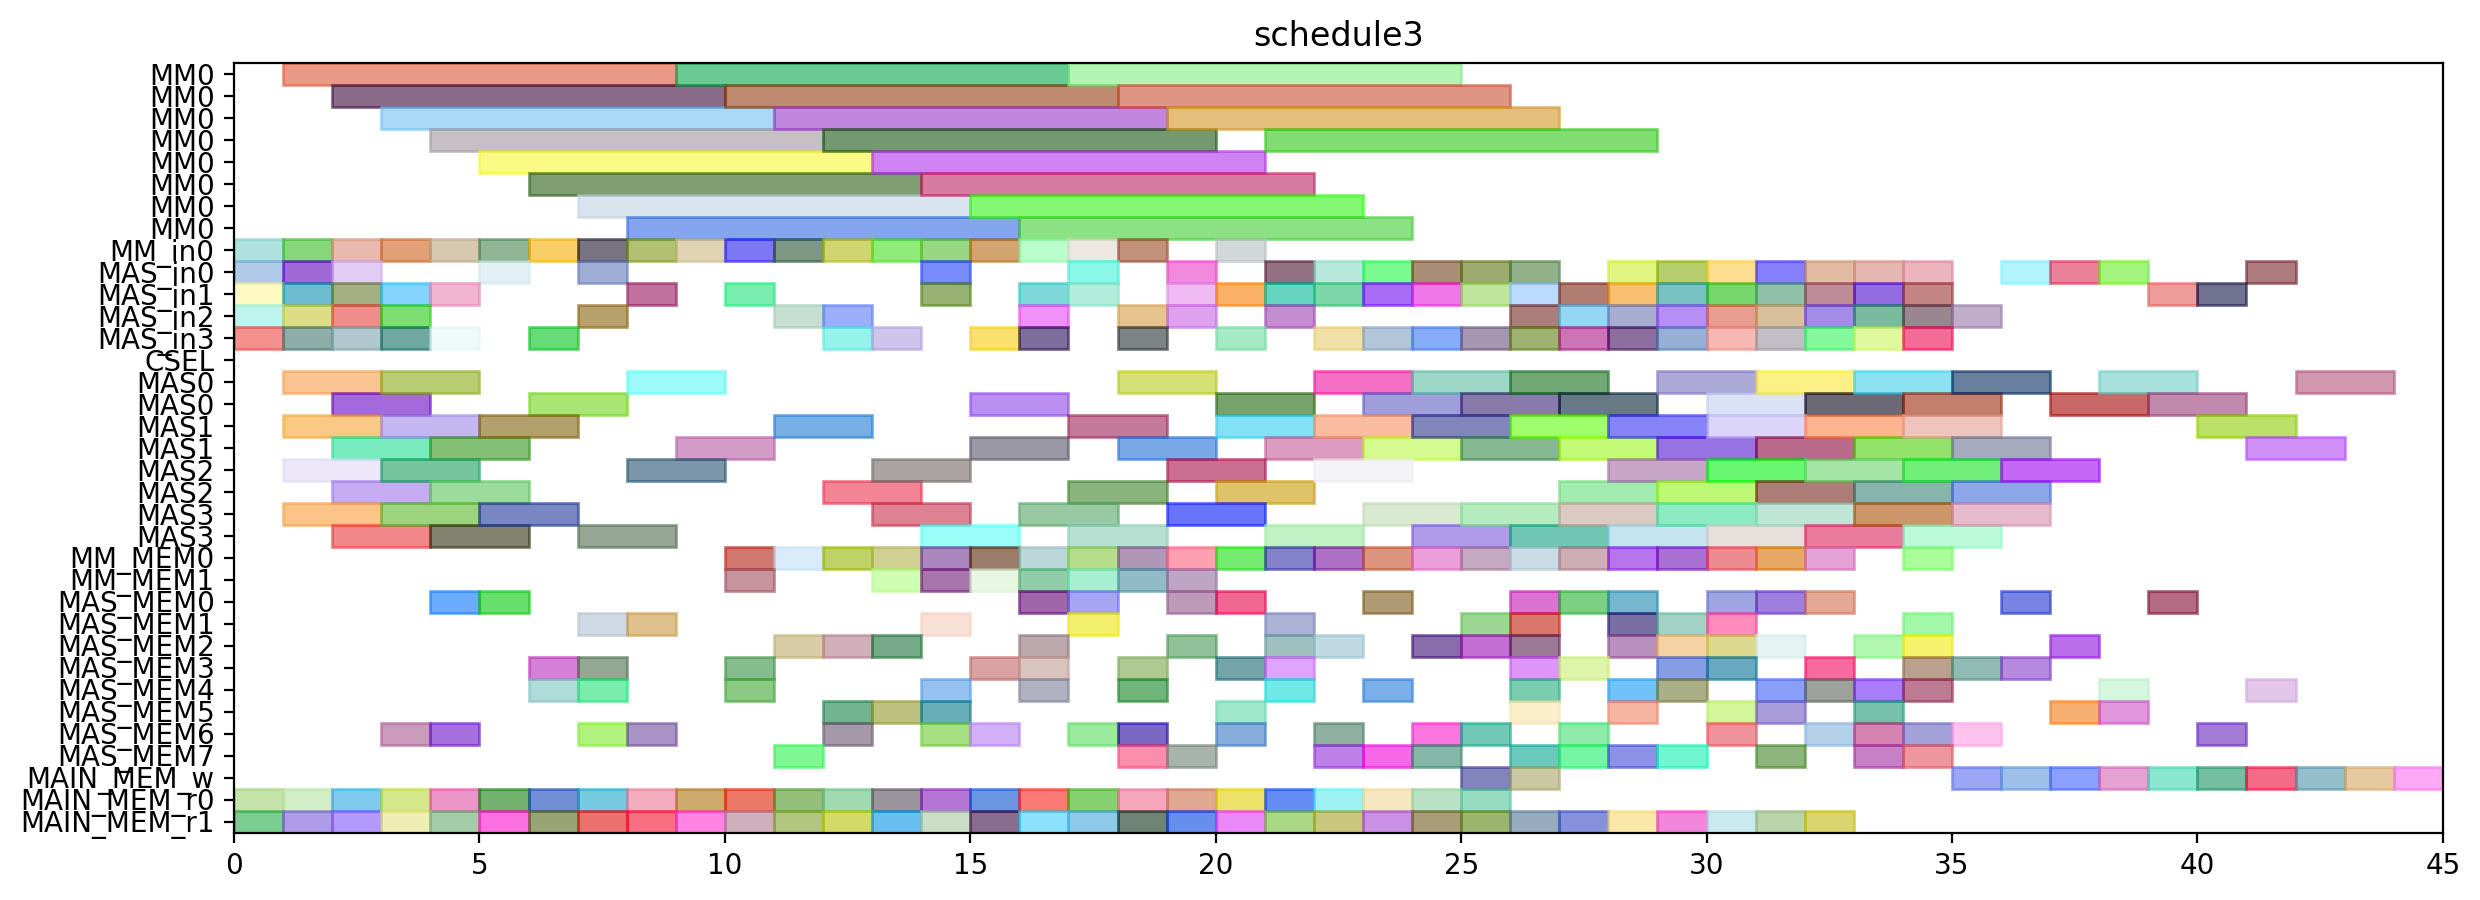 schedule3
MM0
MM0
MM0
MM0
MM0
MM0
MM0
MM0
MM_in0
MAS_in0
MAS_in1
MAS_in2
MAS_in3
CSEL
MAS0
MAS0
MAS1
MAS1
MAS2
MAS2
MAS3
MAS3
MM_MEM0
MM_MEM1
MAS_MEM0
MAS_MEM1
MAS_MEM2
MAS_MEM3
MAS_MEM4
MAS_MEM5
MAS_MEM6
MAS_MEM7
MAIN_MEM_w
MAIN_MEM_r0
MAIN_MEM_r1
0 5 10 15 20 25 30 35 40 45